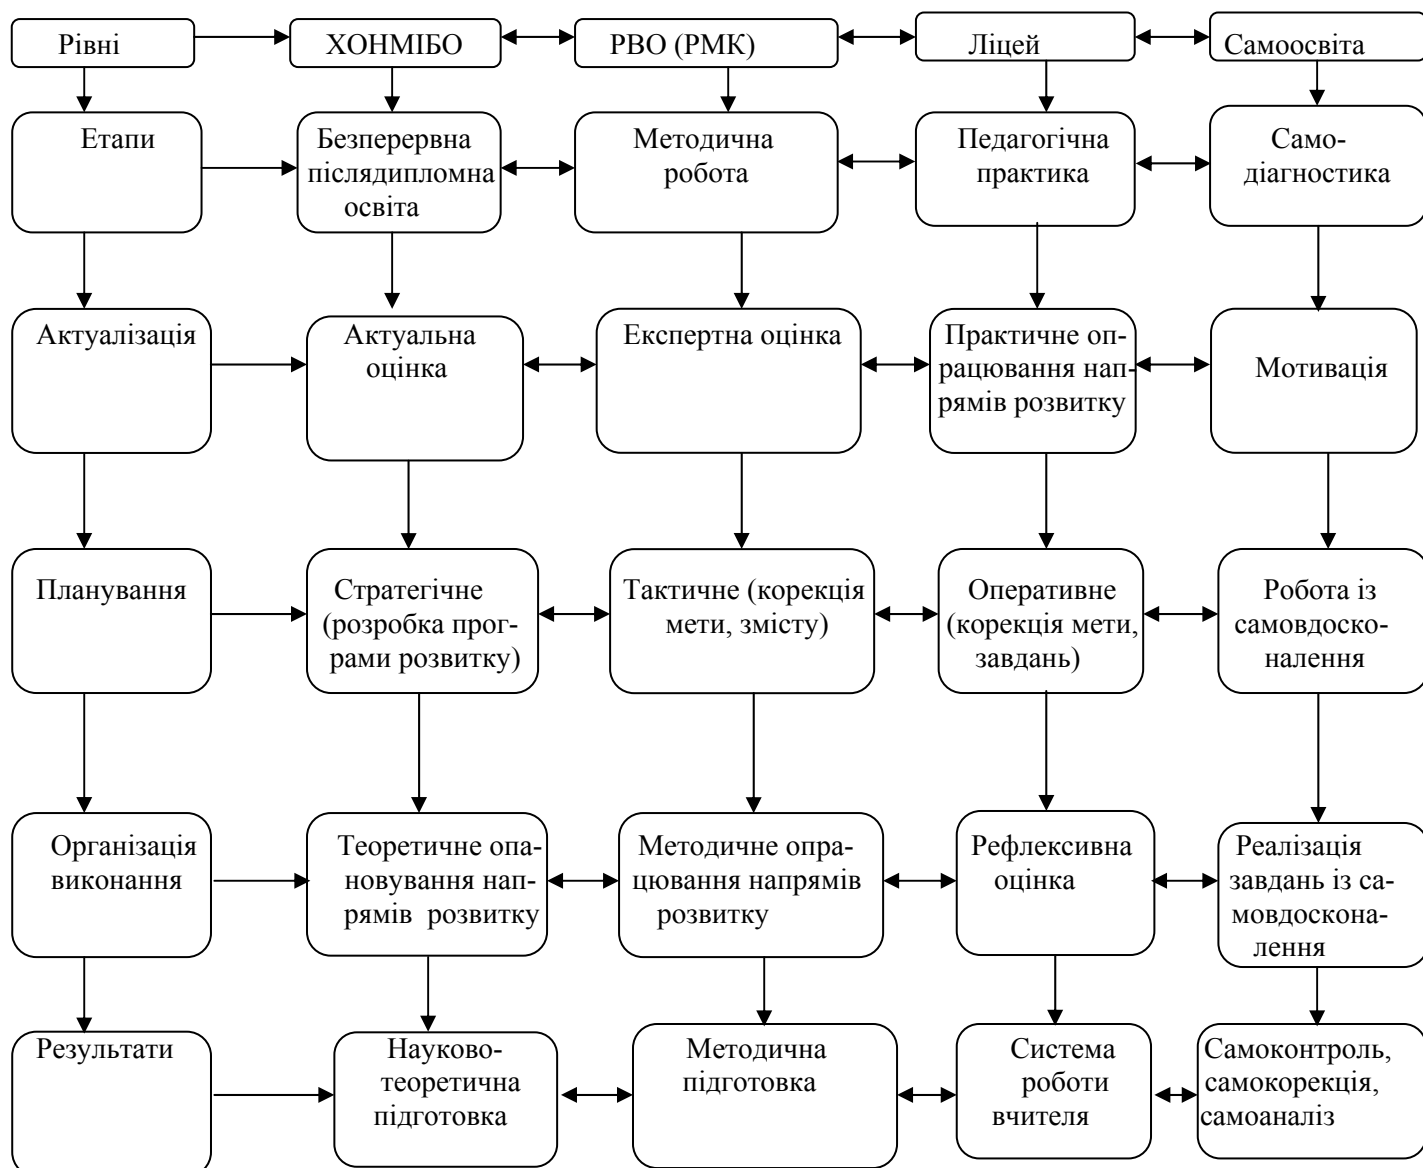 Рівні
ХОНМІБО
РВО (РМК)
Ліцей
Самоосвіта
Етапи
Безперервна
післядипломна
освіта
Методична
робота
Педагогічна
практика
Само-
діагностика
Актуалізація
Актуальна
оцінка
Експертна оцінка
Практичне оп-
рацювання нап-
рямів розвитку
Мотивація
Планування
Стратегічне
(розробка прог-
рами розвитку)
Тактичне (корекція
мети, змісту)
Оперативне
(корекція мети,
завдань)
Робота із
самовдоско-
налення
Організація
виконання
Теоретичне опа-
новування нап-
рямів розвитку
Методичне опра-
цювання напрямів
розвитку
Рефлексивна
оцінка
Реалізація
завдань із са-
мовдоскона-
лення
Результати
Науково-
теоретична
підготовка
Методична
підготовка
Система
роботи
вчителя
Самоконтроль,
самокорекція,
самоаналіз